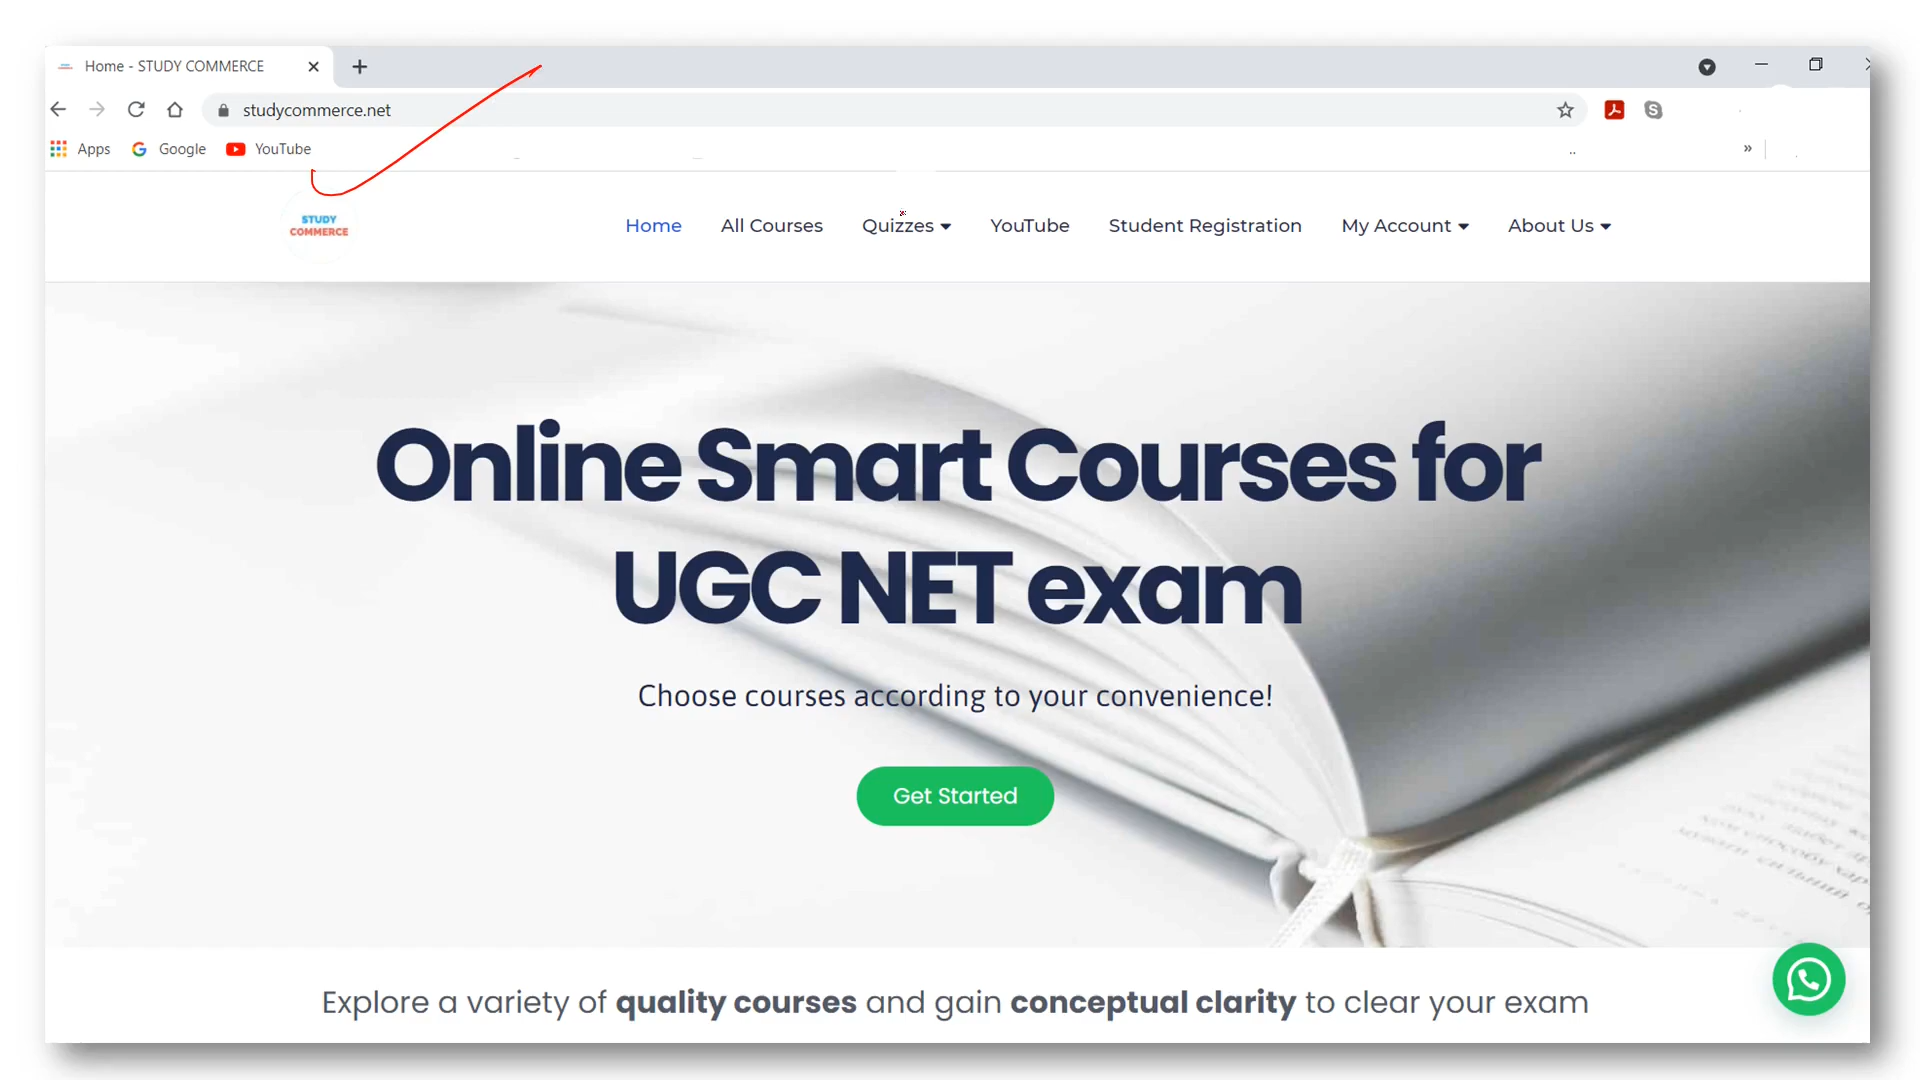 Home - STUDY COMMERCE
studycommerce.net
Apps Google YouTube
STUDY
COMMERCE
Home All Courses Quizzes YouTube Student Registration My Account About Us
Online Smart Courses for
UGC NET exam
Choose courses according to your convenience!
Get Started
Explore a variety of quality courses and gain conceptual clarity to clear your exam